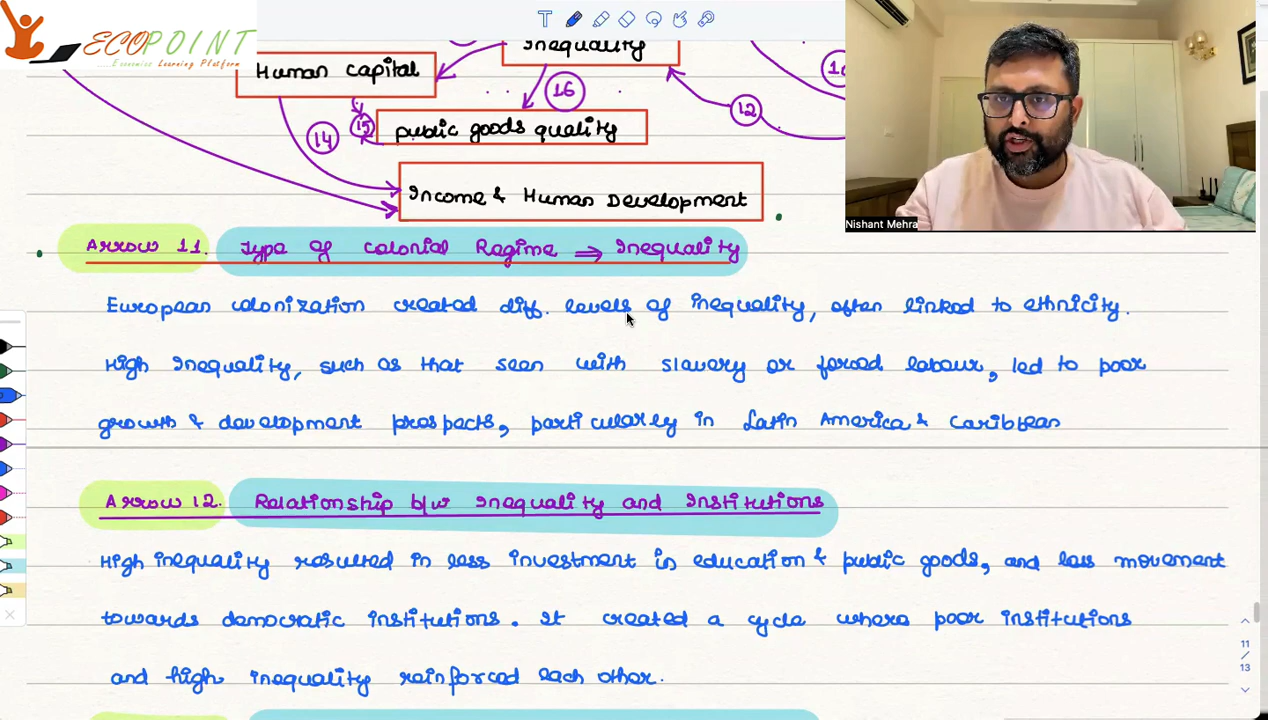 ECOPOINT
Economics Learning Platform
Inequality
Human capital
16
12
15
14
public goods quality
Income & Human Development
Nishant Mehra
Arrow 11. Type of colonial Regime ⇒ Inequality
European colonization created diff. levels of inequality, often linked to ethnicity.
High Inequality, such as that seen with slavery or forced labour, led to poor
growth & development prospects, particularly in Latin America & Caribbean
Arrow 12. Relationship b/w Inequality and Institutions
High inequality resulted in less investment in education & public goods, and less movement
towards democratic institutions. It created a cycle where poor institutions
and high inequality reinforced each other.
11
/
13